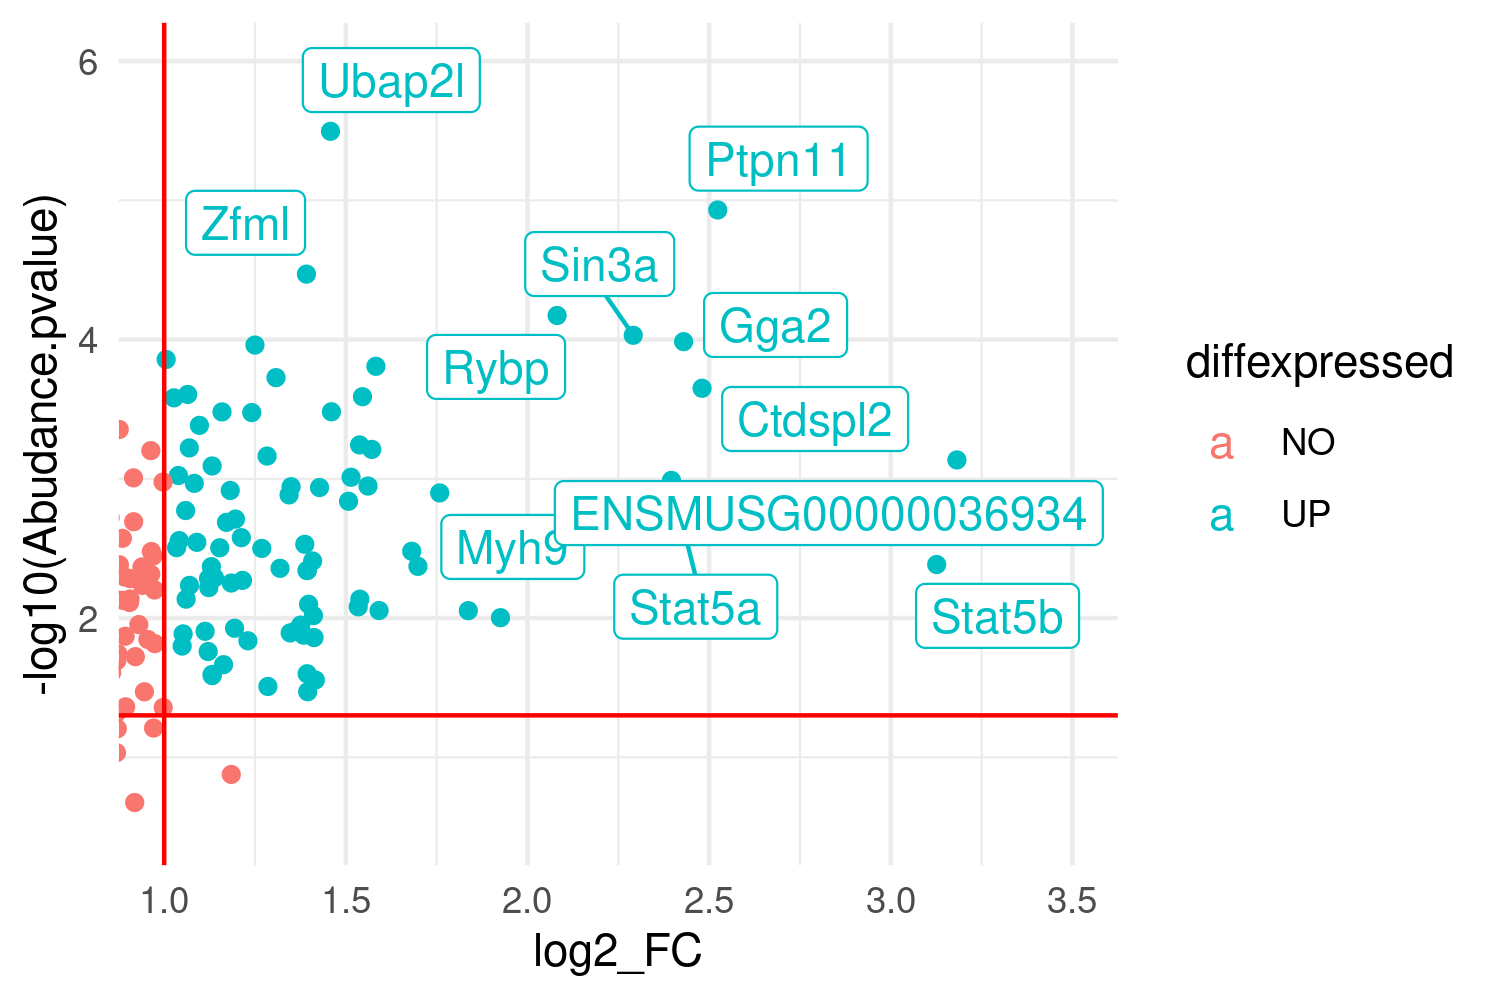 6
4
2
-log10(Abudance.pvalue)
Ubap2l
Ptpn11
Zfml
Sin3a
Gga2
Rybp
Ctdspl2
ENSMUSG00000036934
Myh9
Stat5a
Stat5b
1.0 1.5 2.0 2.5 3.0 3.5
log2_FC
diffexpressed
a NO
a UP